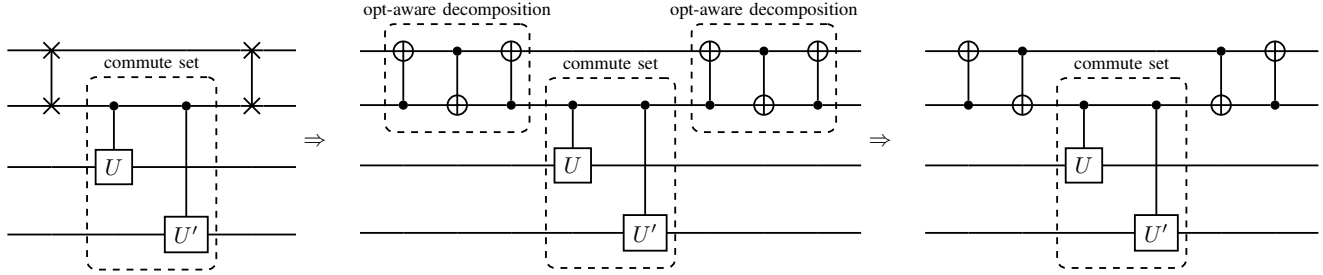 opt-aware decomposition
opt-aware decomposition
commute set
commute set
commute set
⇒
⇒
U
U
U
U'
U'
U'